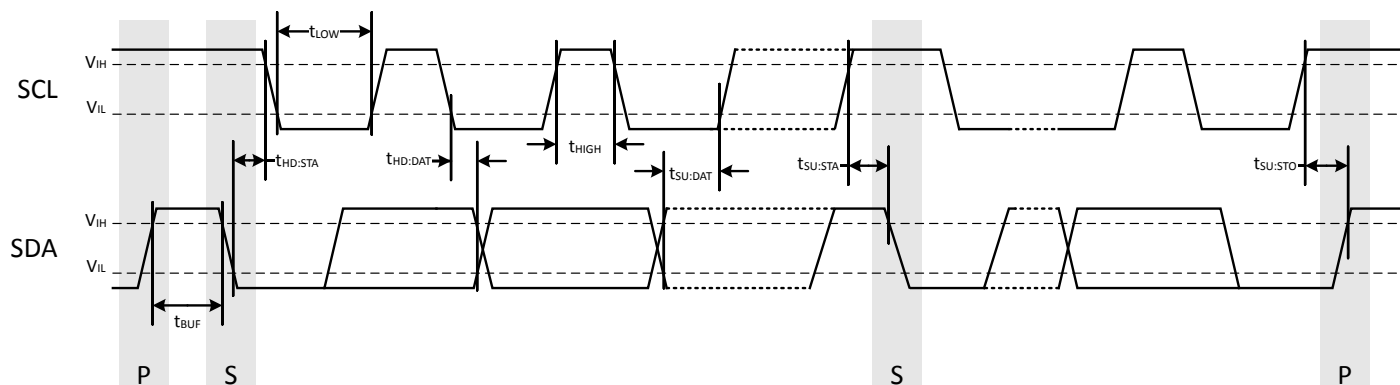 tLOW
VIH
SCL
VIL
tHD:STA
tHD:DAT
tHIGH
tSU:DAT
tSU:STA
tSU:STO
VIH
SDA
VIL
tBUF
P S S P